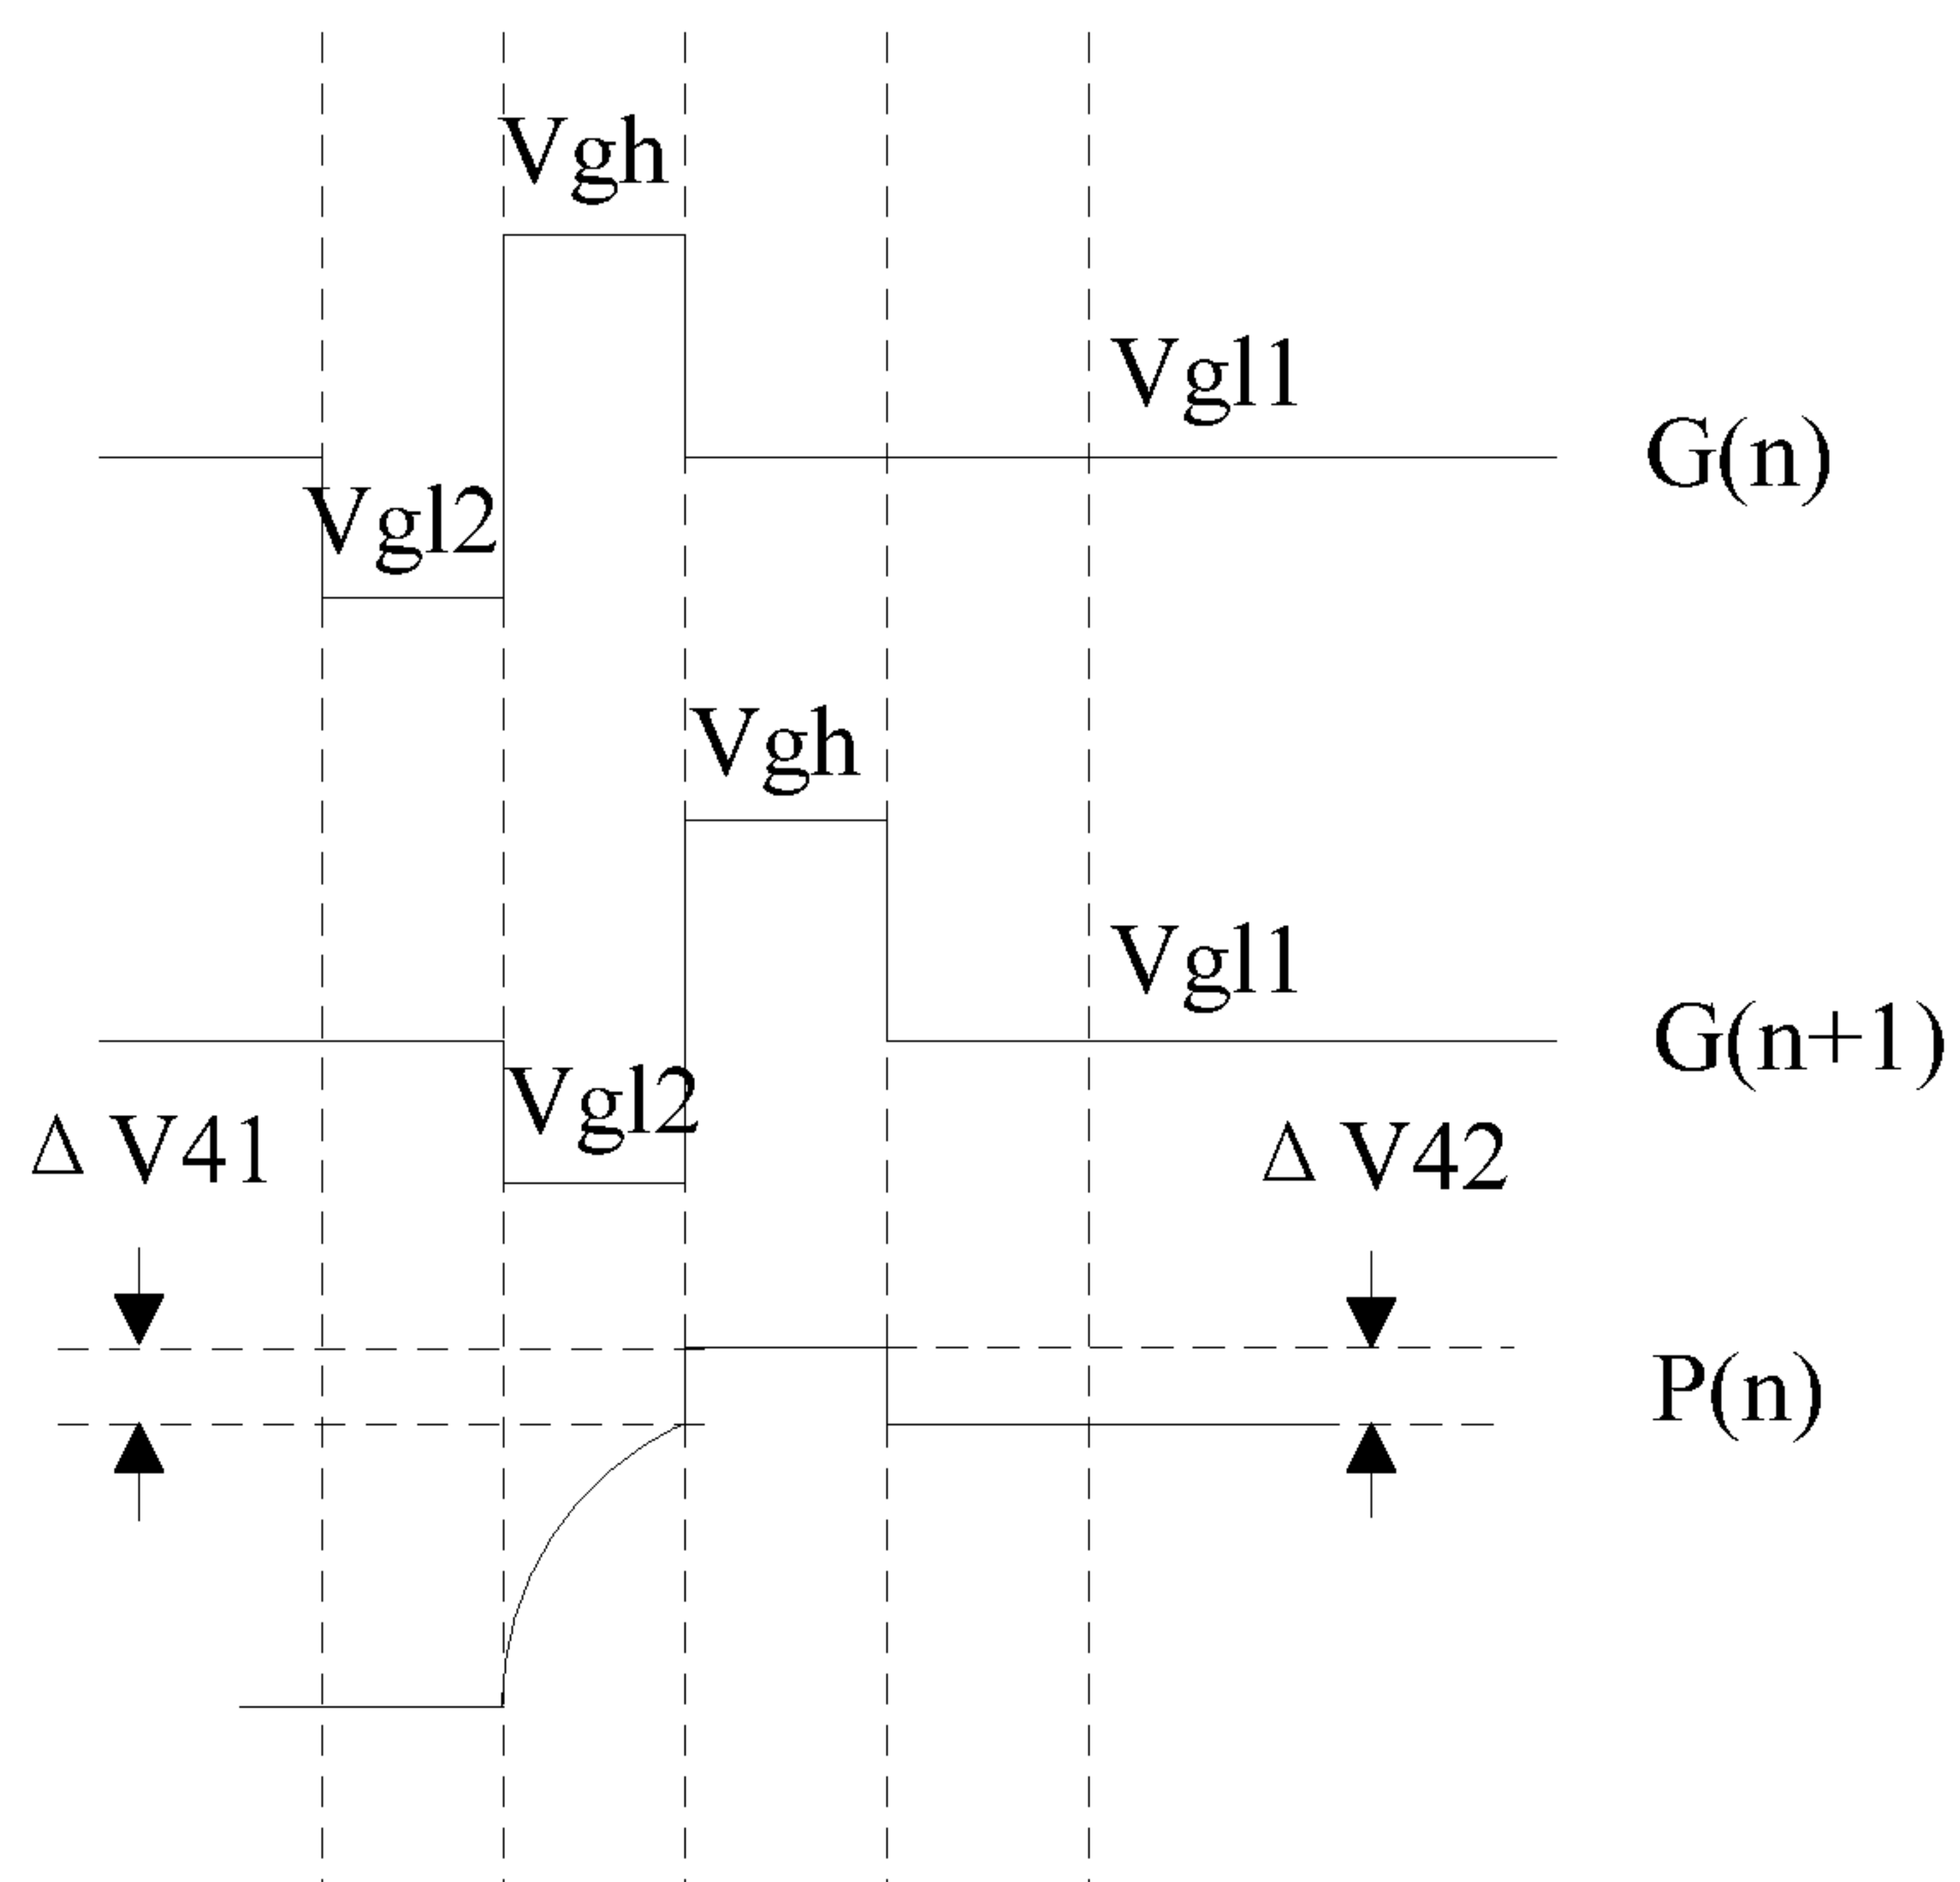 Vgh
Vgl1
G(n)
Vgl2
Vgh
Vgl1
G(n+1)
Vgl2
Δ V41
Δ V42
P(n)